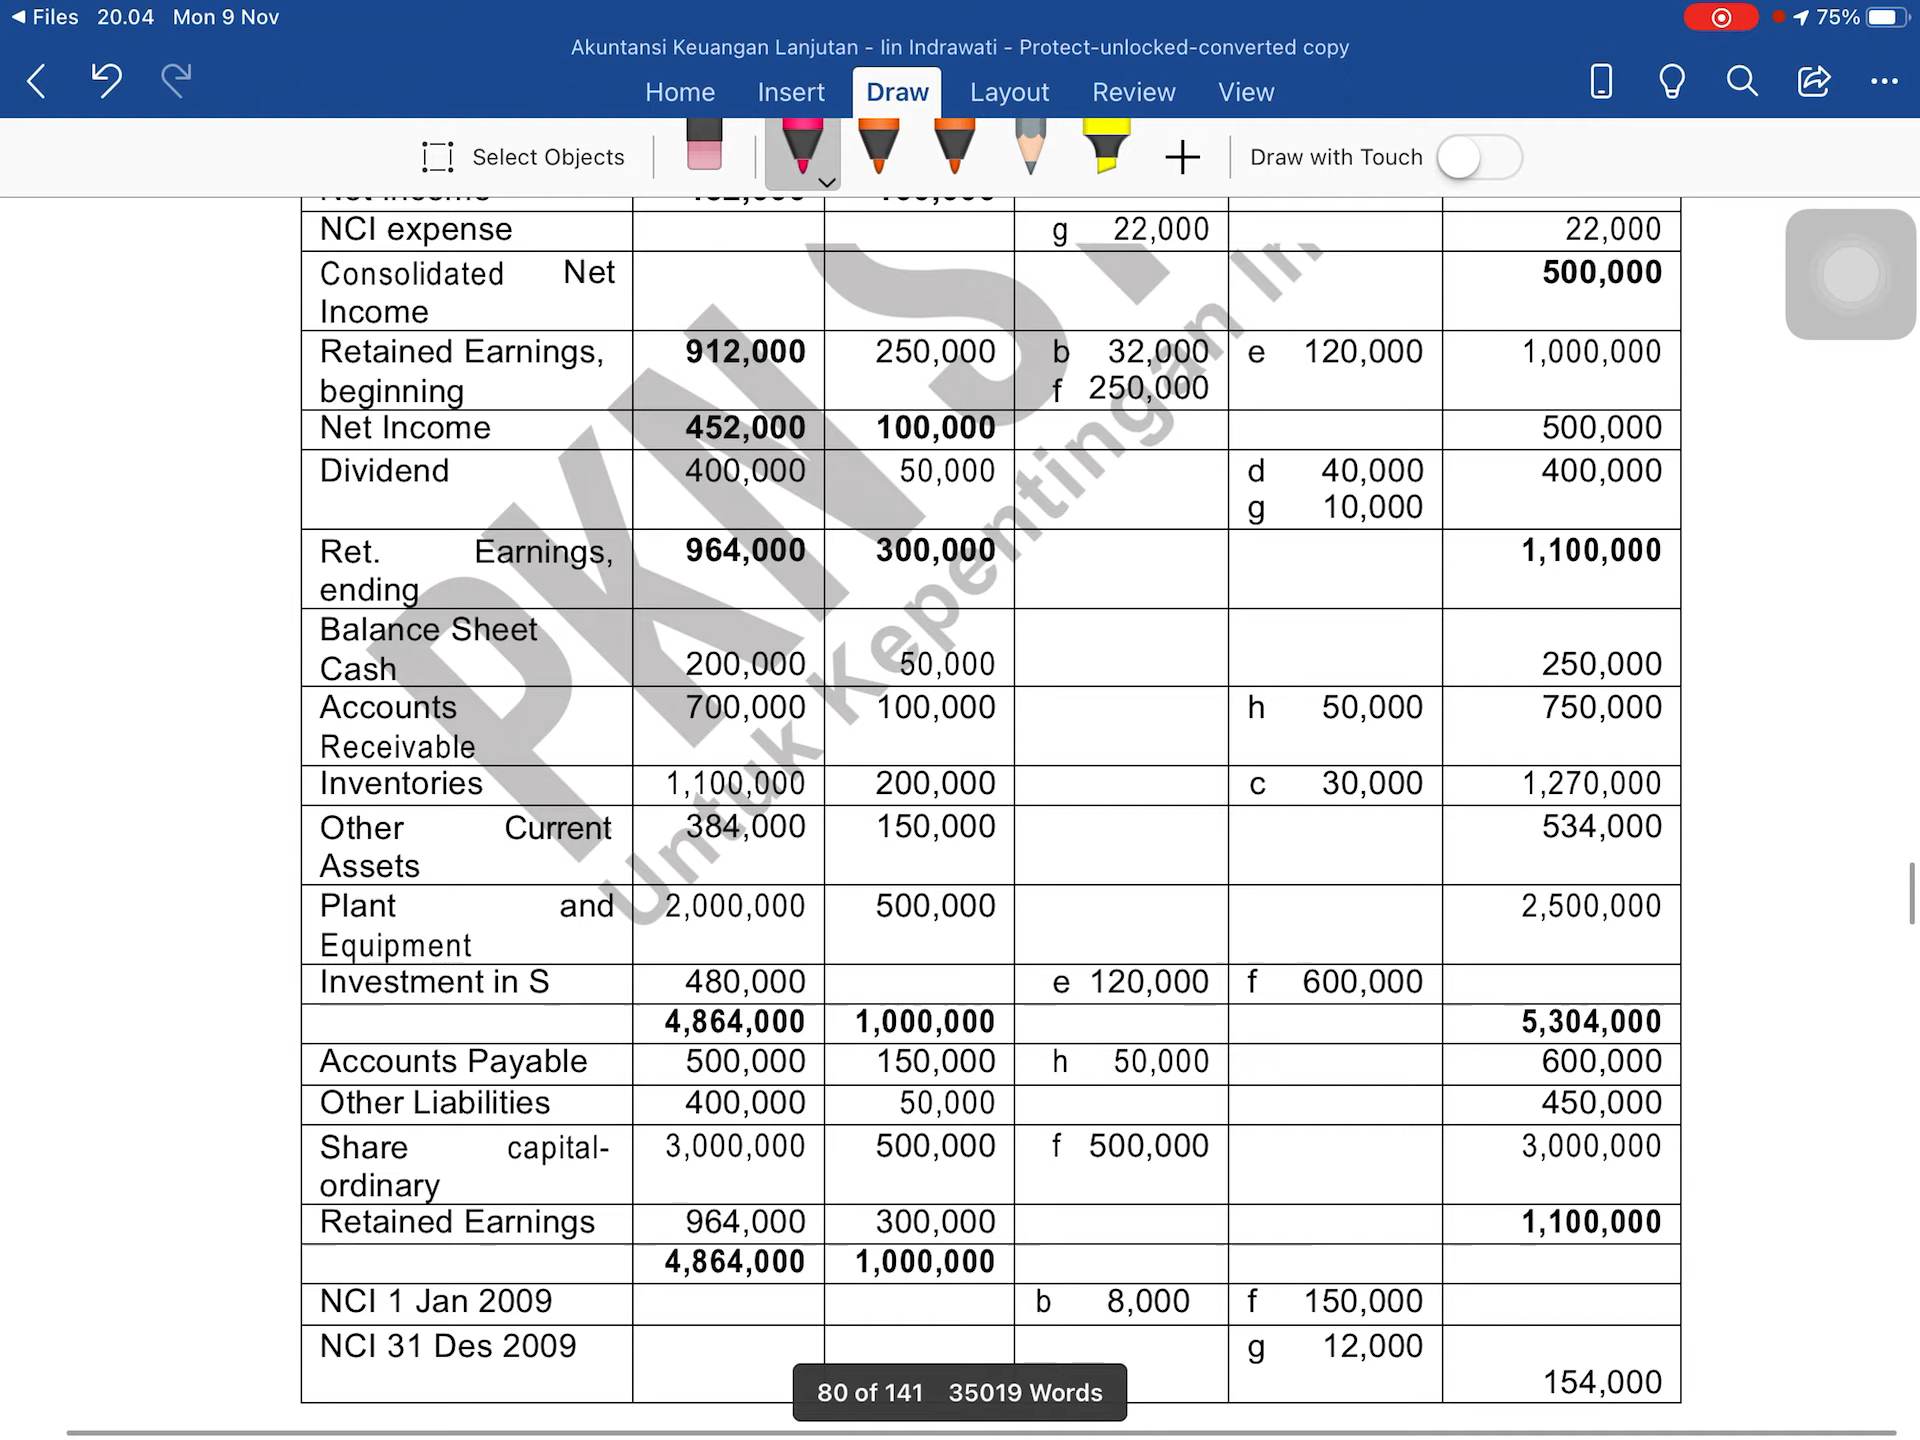 Files 20.04 Mon 9 Nov
75%
Akuntansi Keuangan Lanjutan - Iin Indrawati - Protect-unlocked-converted copy
Home Insert Draw Layout Review View
Select Objects
Draw with Touch
NCI expense g 22,000 22,000
Consolidated Net 500,000
Income
Retained Earnings, 912,000 250,000 b 32,000 e 120,000 1,000,000
beginning f 250,000
Net Income 452,000 100,000 500,000
Dividend 400,000 50,000 d 40,000 400,000
g 10,000
Ret. Earnings, 964,000 300,000 1,100,000
ending
Balance Sheet
Cash 200,000 50,000 250,000
Accounts 700,000 100,000 h 50,000 750,000
Receivable
Inventories 1,100,000 200,000 c 30,000 1,270,000
Other Current 384,000 150,000 534,000
Assets
Plant and 2,000,000 500,000 2,500,000
Equipment
Investment in S 480,000 e 120,000 f 600,000
4,864,000 1,000,000 5,304,000
Accounts Payable 500,000 150,000 h 50,000 600,000
Other Liabilities 400,000 50,000 450,000
Share capital- 3,000,000 500,000 f 500,000 3,000,000
ordinary
Retained Earnings 964,000 300,000 1,100,000
4,864,000 1,000,000
NCI 1 Jan 2009 b 8,000 f 150,000
NCI 31 Des 2009 g 12,000
154,000
80 of 141 35019 Words
PKN S
Untuk Kepentingan